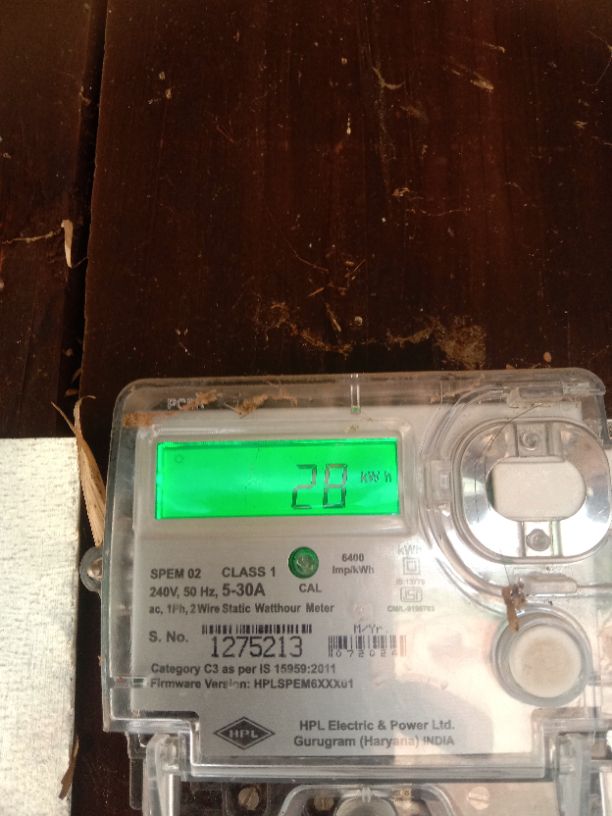 28 kWh
SPEM 02 CLASS 1
6400
Imp/kWh
kWh
240V, 50 Hz, 5-30A
CAL
ac, 1Ph, 2 Wire Static Watthour Meter
S. No. 1275213
M/Yr.
Category C3 as per IS 15959:2011
Firmware Version: HPLSPEM6XXX01
HPL
HPL Electric & Power Ltd.
Gurugram (Haryana) INDIA